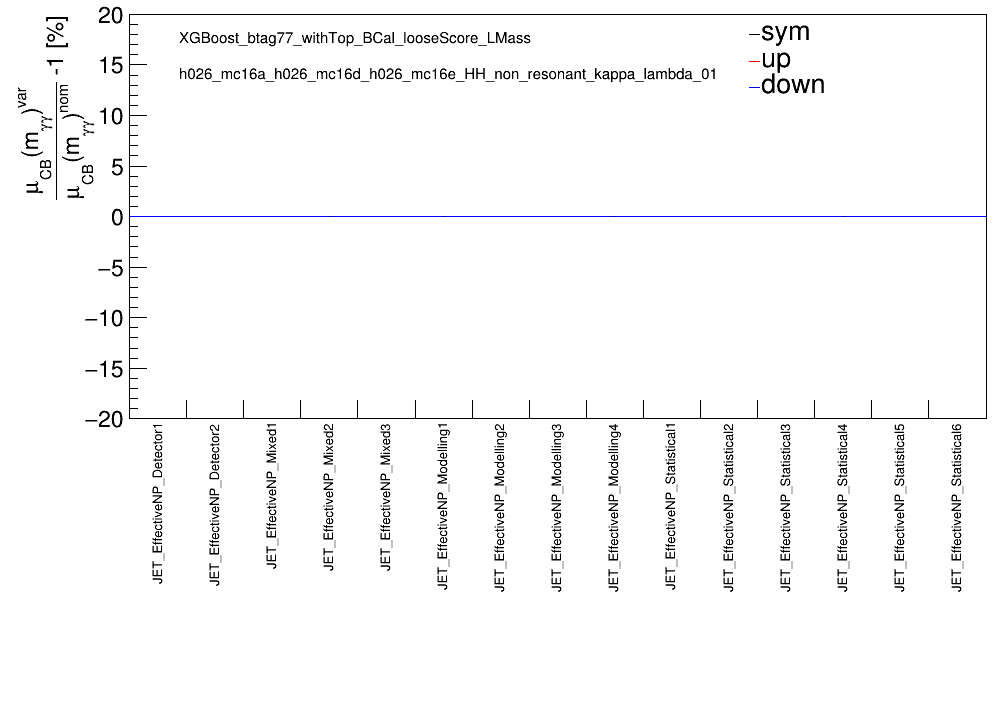 20
15
10
5
0
−5
−10
−15
−20
μCB(mγγ)var
μCB(mγγ)nom
-1 [%]
XGBoost_btag77_withTop_BCal_looseScore_LMass
h026_mc16a_h026_mc16d_h026_mc16e_HH_non_resonant_kappa_lambda_01
sym
up
down
JET_EffectiveNP_Detector1
JET_EffectiveNP_Detector2
JET_EffectiveNP_Mixed1
JET_EffectiveNP_Mixed2
JET_EffectiveNP_Mixed3
JET_EffectiveNP_Modelling1
JET_EffectiveNP_Modelling2
JET_EffectiveNP_Modelling3
JET_EffectiveNP_Modelling4
JET_EffectiveNP_Statistical1
JET_EffectiveNP_Statistical2
JET_EffectiveNP_Statistical3
JET_EffectiveNP_Statistical4
JET_EffectiveNP_Statistical5
JET_EffectiveNP_Statistical6